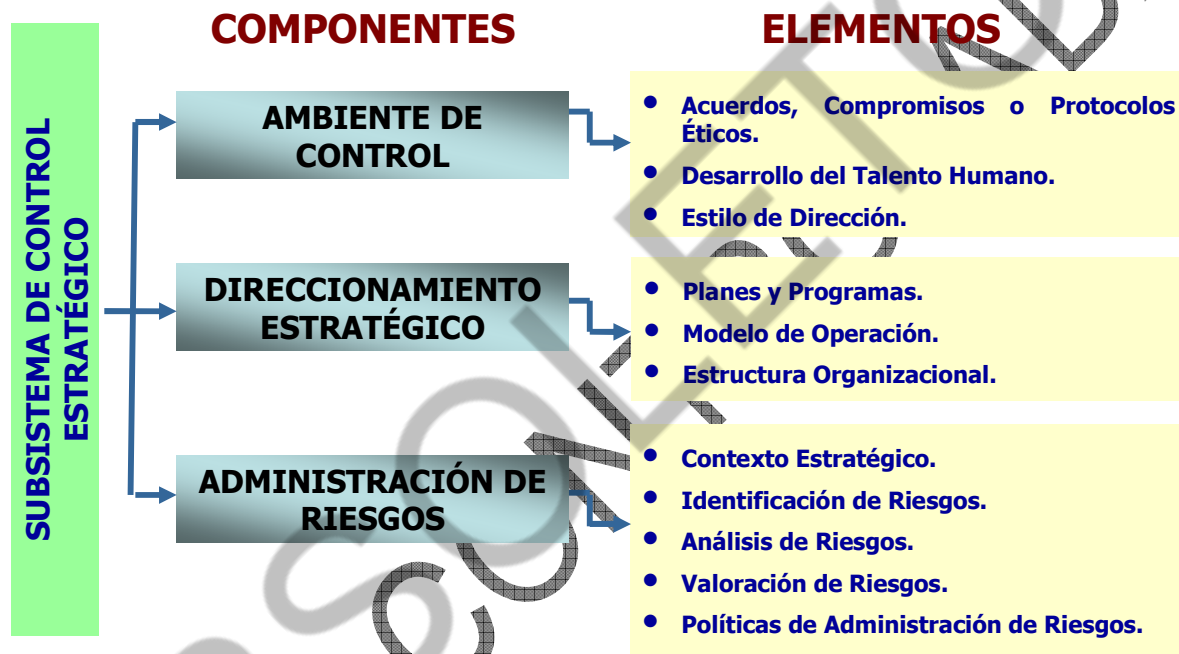 COMPONENTES
ELEMENTOS
SUBSISTEMA DE CONTROL
ESTRATÉGICO
AMBIENTE DE
CONTROL
• Acuerdos, Compromisos o Protocolos
Éticos.
• Desarrollo del Talento Humano.
• Estilo de Dirección.
DIRECCIONAMIENTO
ESTRATÉGICO
• Planes y Programas.
• Modelo de Operación.
• Estructura Organizacional.
ADMINISTRACIÓN DE
RIESGOS
• Contexto Estratégico.
• Identificación de Riesgos.
• Análisis de Riesgos.
• Valoración de Riesgos.
• Políticas de Administración de Riesgos.